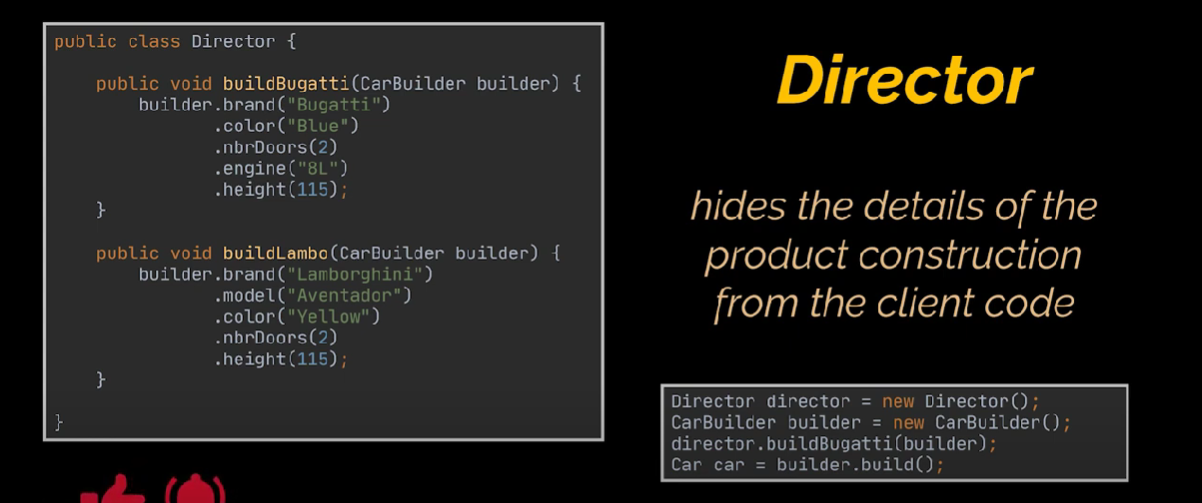 public class Director {
public void buildBugatti(CarBuilder builder) {
builder.brand("Bugatti")
.color("Blue")
.nbrDoors(2)
.engine("8L")
.height(115);
}
public void buildLambo(CarBuilder builder) {
builder.brand("Lamborghini")
.model("Aventador")
.color("Yellow")
.nbrDoors(2)
.height(115);
}
}
Director
hides the details of the
product construction
from the client code
Director director = new Director();
CarBuilder builder = new CarBuilder();
director.buildBugatti(builder);
Car car = builder.build();